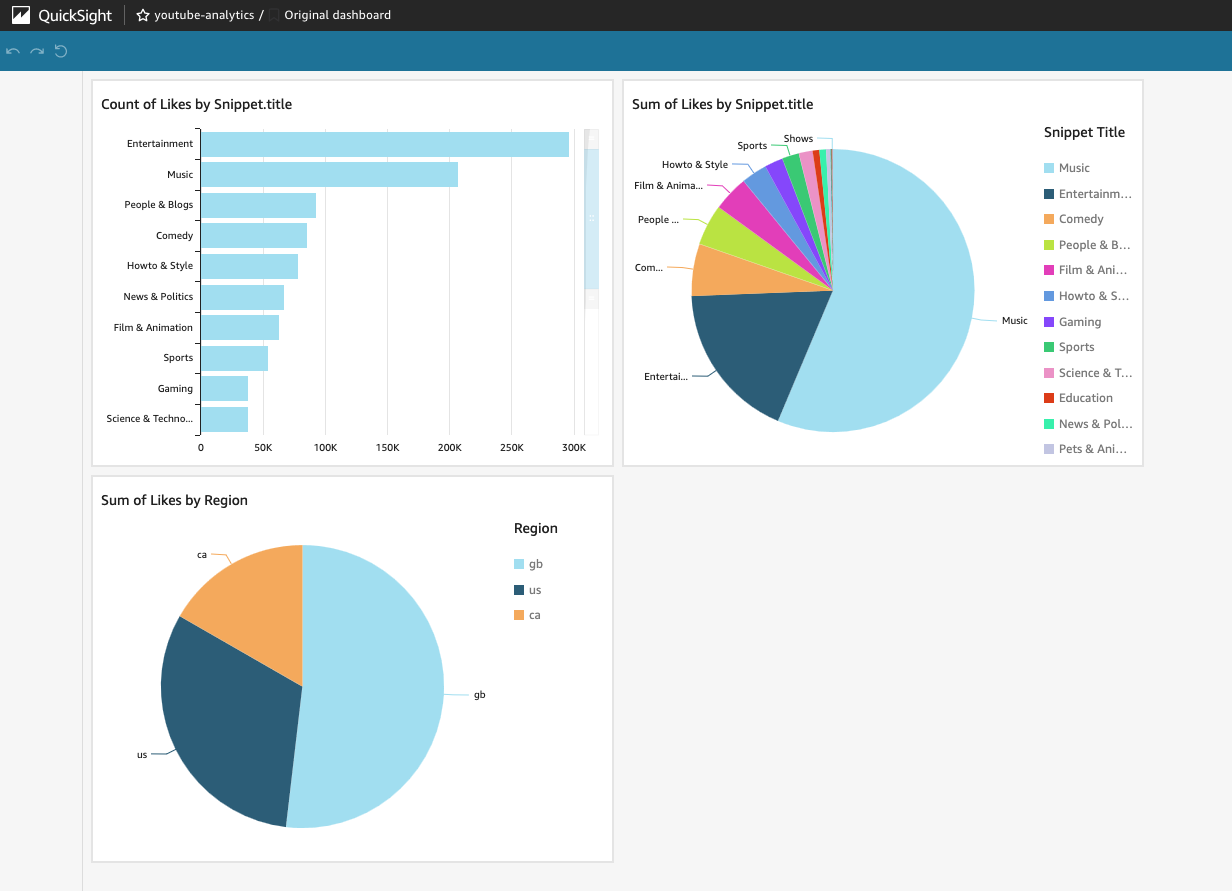 QuickSight
youtube-analytics /
Original dashboard
Count of Likes by Snippet.title
Entertainment
Music
People & Blogs
Comedy
Howto & Style
News & Politics
Film & Animation
Sports
Gaming
Science & Techno...
0
50K
100K
150K
200K
250K
300K
Sum of Likes by Snippet.title
Shows
Sports
Howto & Style
Film & Anima...
People ...
Com...
Entertai...
Music
Snippet Title
Music
Entertainm...
Comedy
People & B...
Film & Ani...
Howto & S...
Gaming
Sports
Science & T...
Education
News & Pol...
Pets & Ani...
Sum of Likes by Region
ca
us
gb
Region
gb
us
ca